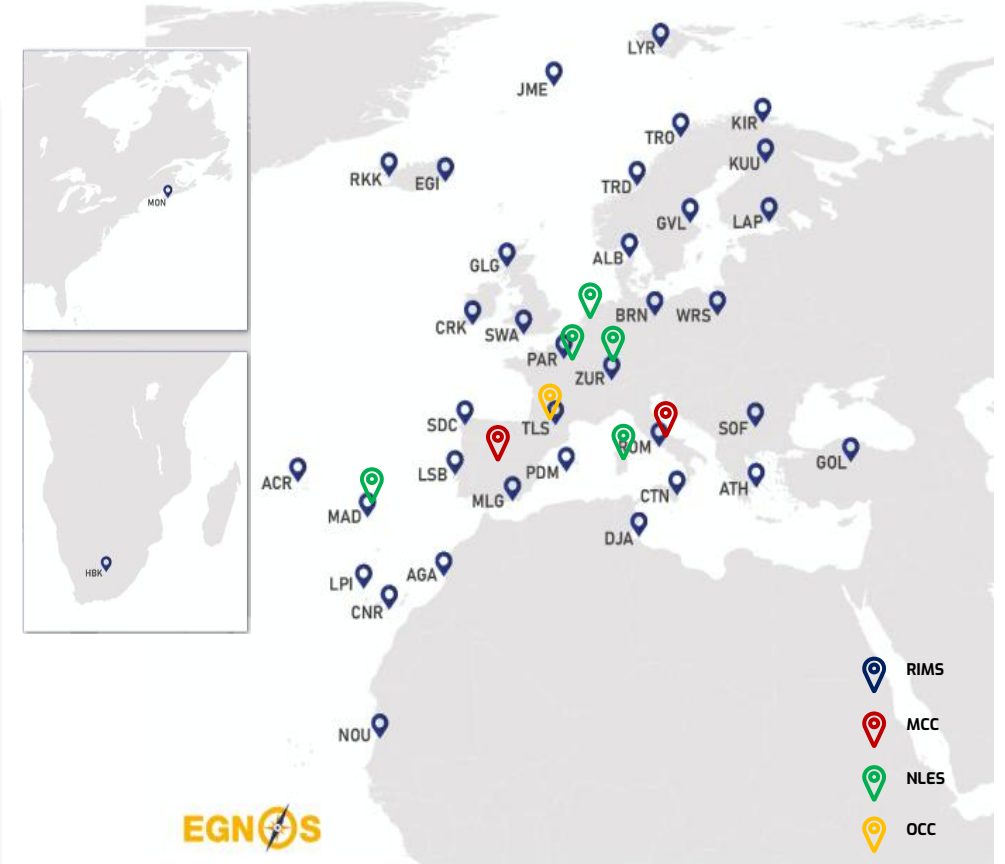 LYR
JME
KIR
TRO
KUU
RKK
EGI
TRD
MON
GVL
LAP
GLG
ALB
CRK
SWA
BRN
WRS
PAR
ZUR
SDC
TLS
SOF
ROM
GOL
ACR
LSB
PDM
MLG
CTN
ATH
MAD
DJA
HBK
LPI
AGA
CNR
RIMS
MCC
NOU
NLES
EGNOS
OCC